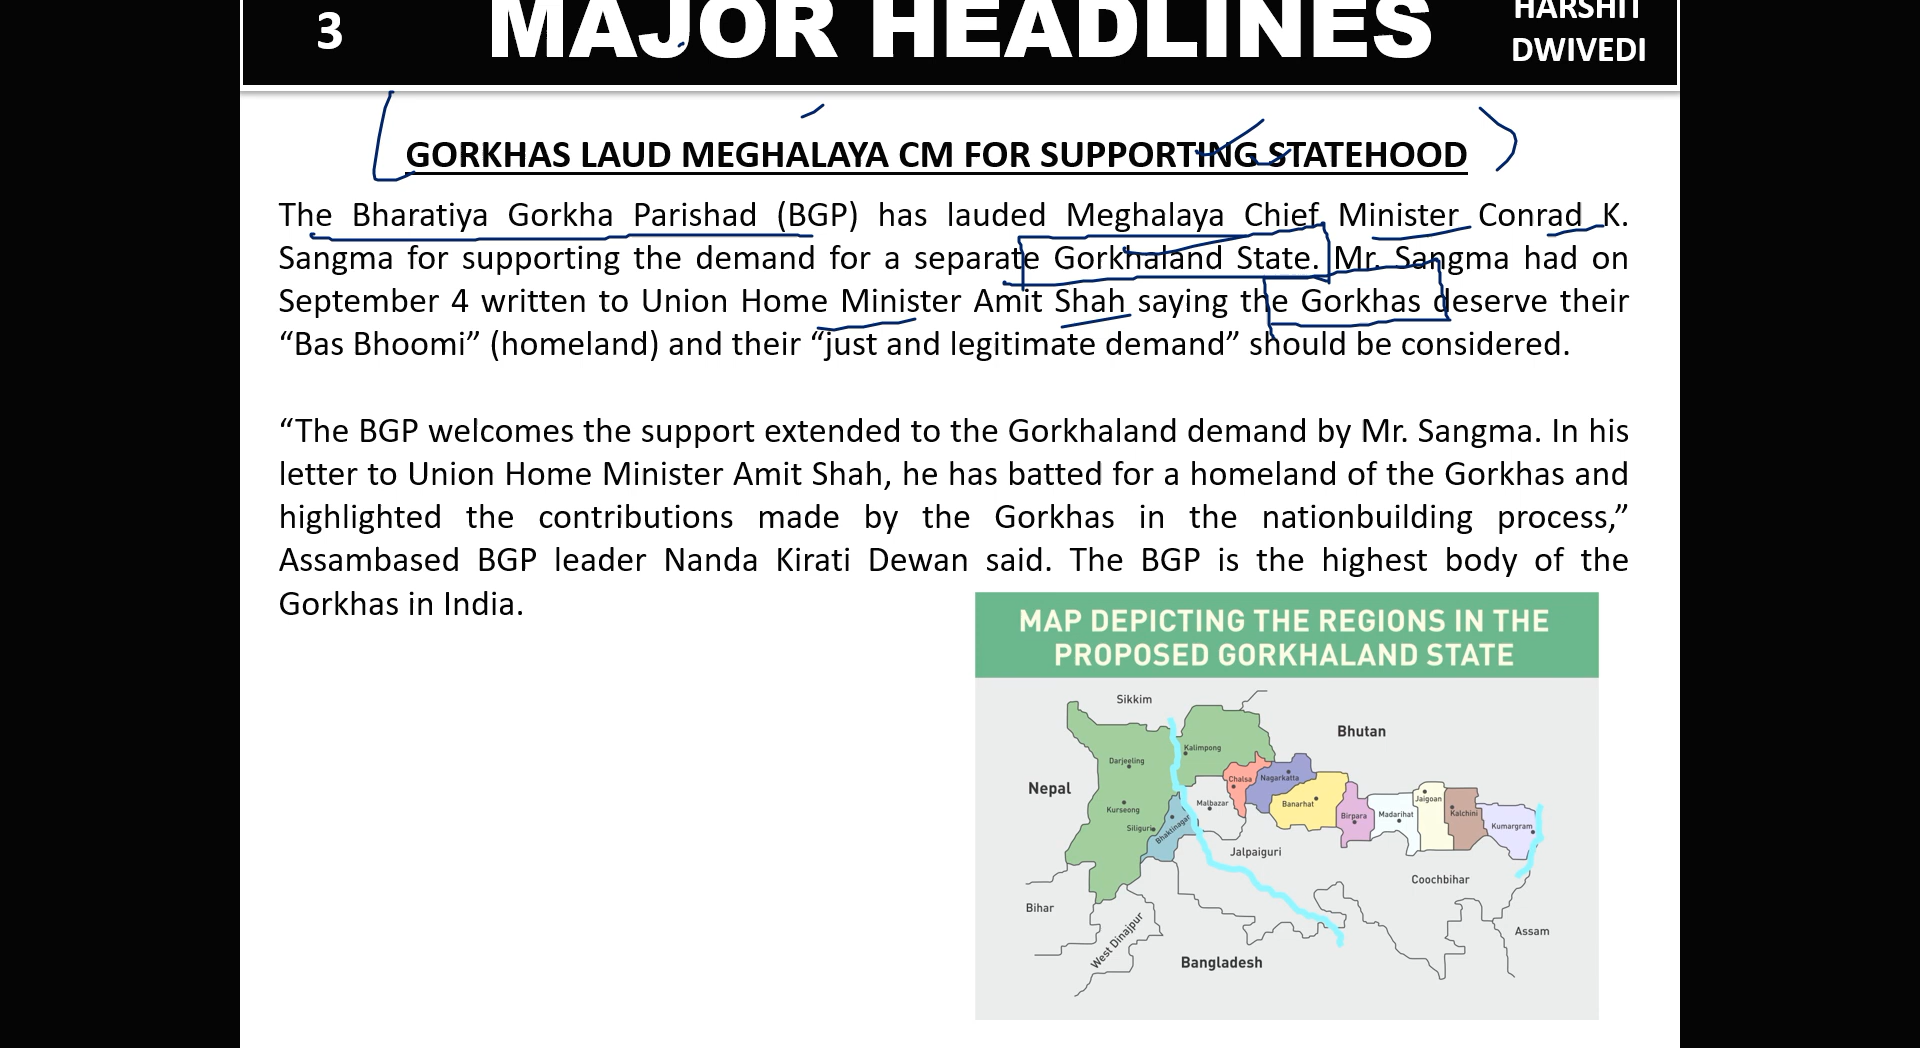 3
MAJOR HEADLINES
HARSHIT
DWIVEDI
GORKHAS LAUD MEGHALAYA CM FOR SUPPORTING STATEHOOD
The Bharatiya Gorkha Parishad (BGP) has lauded Meghalaya Chief Minister Conrad K.
Sangma for supporting the demand for a separate Gorkhaland State. Mr. Sangma had on
September 4 written to Union Home Minister Amit Shah saying the Gorkhas deserve their
“Bas Bhoomi” (homeland) and their “just and legitimate demand” should be considered.
“The BGP welcomes the support extended to the Gorkhaland demand by Mr. Sangma. In his
letter to Union Home Minister Amit Shah, he has batted for a homeland of the Gorkhas and
highlighted the contributions made by the Gorkhas in the nationbuilding process,”
Assambased BGP leader Nanda Kirati Dewan said. The BGP is the highest body of the
Gorkhas in India.
MAP DEPICTING THE REGIONS IN THE
PROPOSED GORKHALAND STATE
Sikkim
Bhutan
Kalimpong
Darjeeling
Nepal
Chalsa
Nagarkatta
Kurseong
Malbazar
Banarhat
Jaigoan
Siliguri
Bhaktinagar
Birpara
Madarihat
Kalchini
Kumargram
Jalpaiguri
Coochbihar
Bihar
West Dinajpur
Assam
Bangladesh